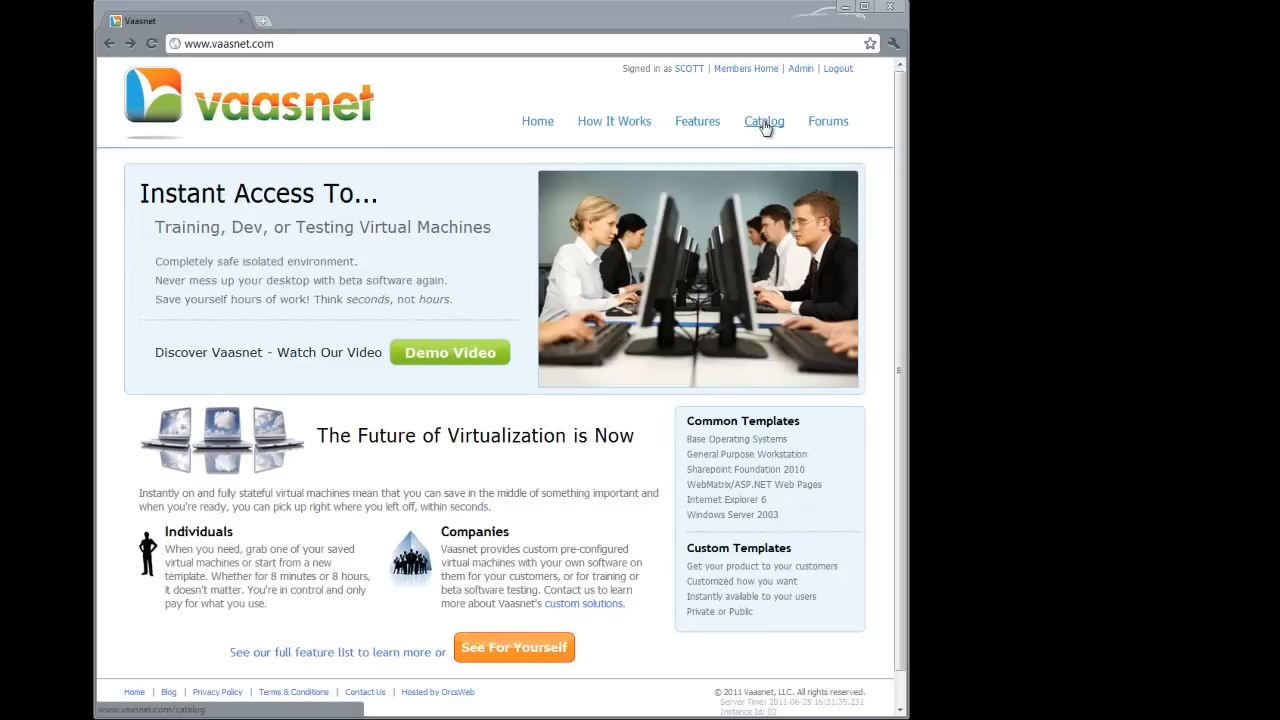 Vaasnet
www.vaasnet.com
Signed in as SCOTT | Members Home | Admin | Logout
vaasnet
Home How It Works Features Catalog Forums
Instant Access To...
Training, Dev, or Testing Virtual Machines
Completely safe isolated environment.
Never mess up your desktop with beta software again.
Save yourself hours of work! Think seconds, not hours.
Discover Vaasnet - Watch Our Video Demo Video
The Future of Virtualization is Now
Instantly on and fully stateful virtual machines mean that you can save in the middle of something important and
when you're ready, you can pick up right where you left off, within seconds.
Individuals
When you need, grab one of your saved
virtual machines or start from a new
template. Whether for 8 minutes or 8 hours,
it doesn't matter. You're in control and only
pay for what you use.
Companies
Vaasnet provides custom pre-configured
virtual machines with your own software on
them for your customers, or for training or
beta software testing. Contact us to learn
more about Vaasnet's custom solutions.
See our full feature list to learn more or See For Yourself
Common Templates
Base Operating Systems
General Purpose Workstation
Sharepoint Foundation 2010
WebMatrix/ASP.NET Web Pages
Internet Explorer 6
Windows Server 2003
Custom Templates
Get your product to your customers
Customized how you want
Instantly available to your users
Private or Public
Home | Blog | Privacy Policy | Terms & Conditions | Contact Us | Hosted by OrcsWeb
© 2011 Vaasnet, LLC. All rights reserved.
Server Time: 2011-06-25 16:31:35.231
Instance Id: 02
www.vaasnet.com/catalog